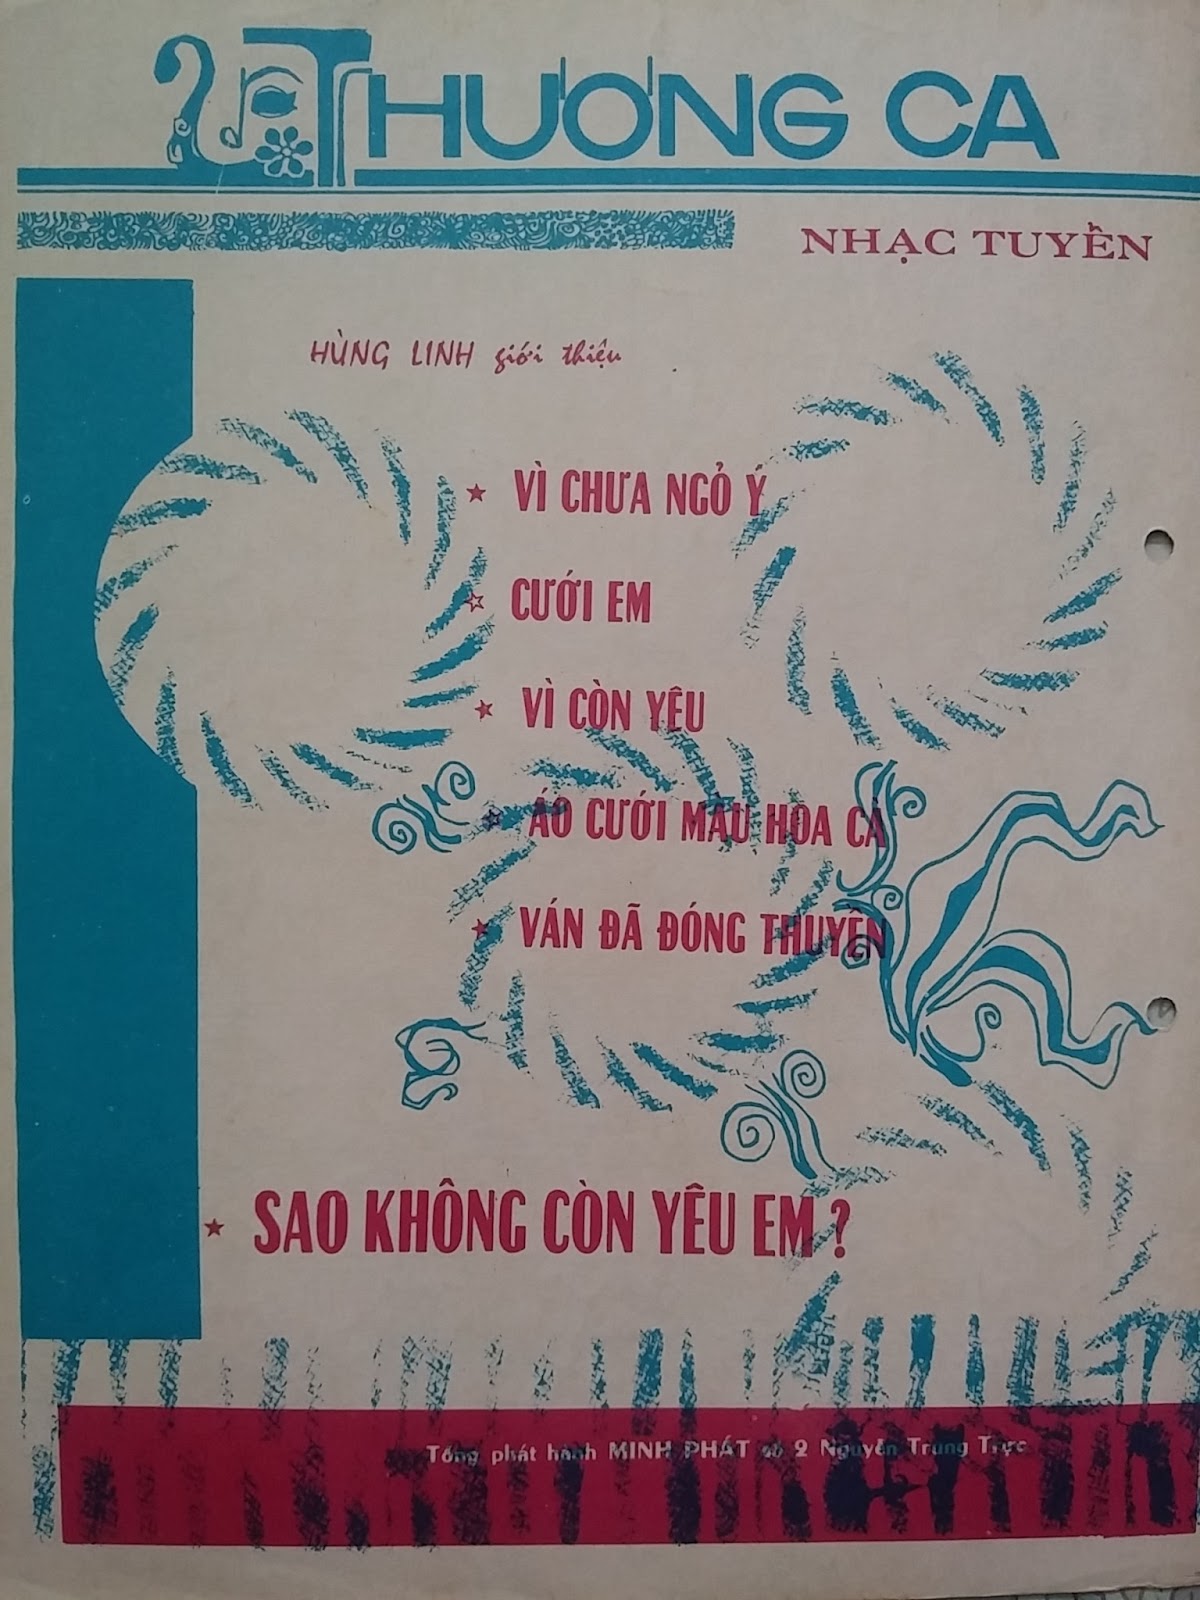 THƯƠNG CA
NHẠC TUYỀN
HÙNG LINH giới thiệu
★ VÌ CHƯA NGỎ Ý
☆ CƯỚI EM
★ VÌ CÒN YÊU
☆ ÁO CƯỚI MÀU HOA CÀ
★ VÁN ĐÃ ĐÓNG THUYỀN
★ SAO KHÔNG CÒN YÊU EM ?
Tổng phát hành MINH PHÁT số 2 Nguyễn Trung Trực